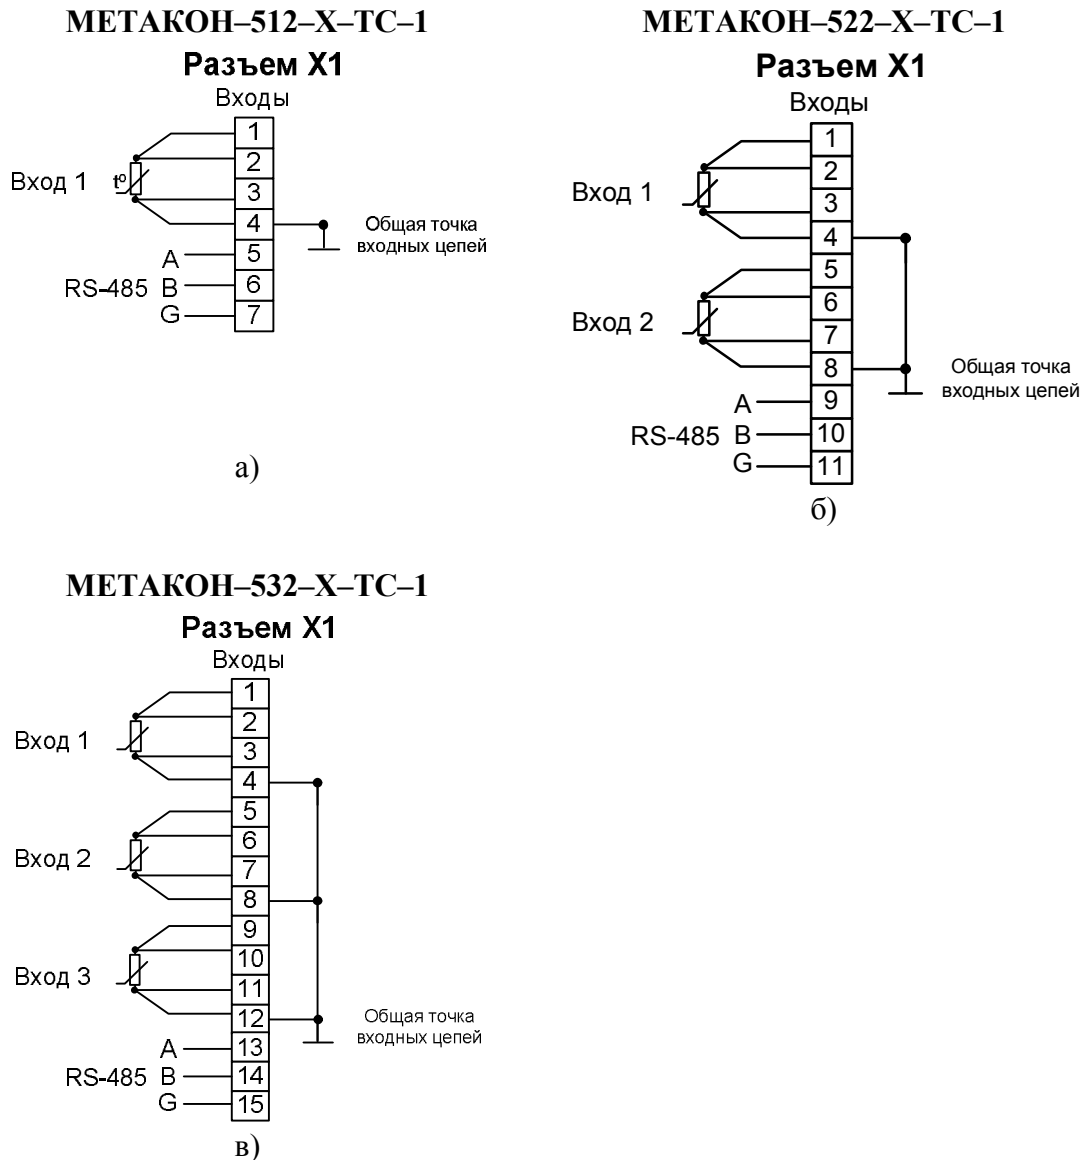 МЕТАКОН–512–Х–ТС–1
Разъем X1
Входы
1
2
Вход 1 tº
3
4
Общая точка
входных цепей
A 5
RS-485 B 6
G 7
а)
МЕТАКОН–522–Х–ТС–1
Разъем X1
Входы
1
2
Вход 1
3
4
5
6
Вход 2
7
8
Общая точка
входных цепей
A 9
RS-485 B 10
G 11
б)
МЕТАКОН–532–Х–ТС–1
Разъем X1
Входы
1
2
Вход 1
3
4
5
6
Вход 2
7
8
9
10
Вход 3
11
12
Общая точка
входных цепей
A 13
RS-485 B 14
G 15
в)